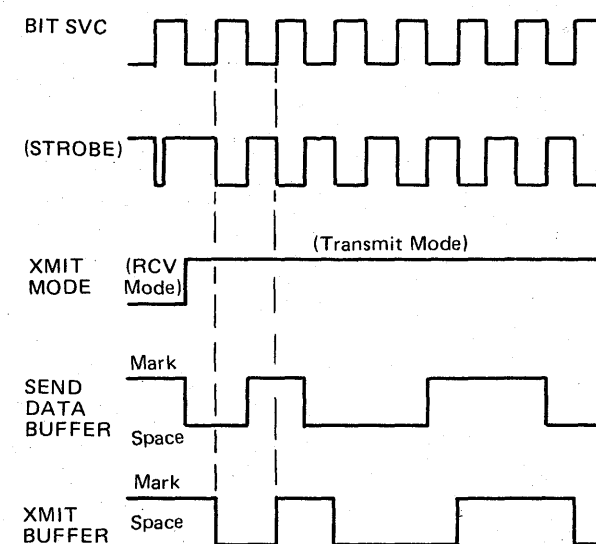 BIT SVC
(STROBE)
(Transmit Mode)
XMIT
MODE
(RCV
Mode)
Mark
SEND
DATA
BUFFER
Space
Mark
XMIT
BUFFER
Space